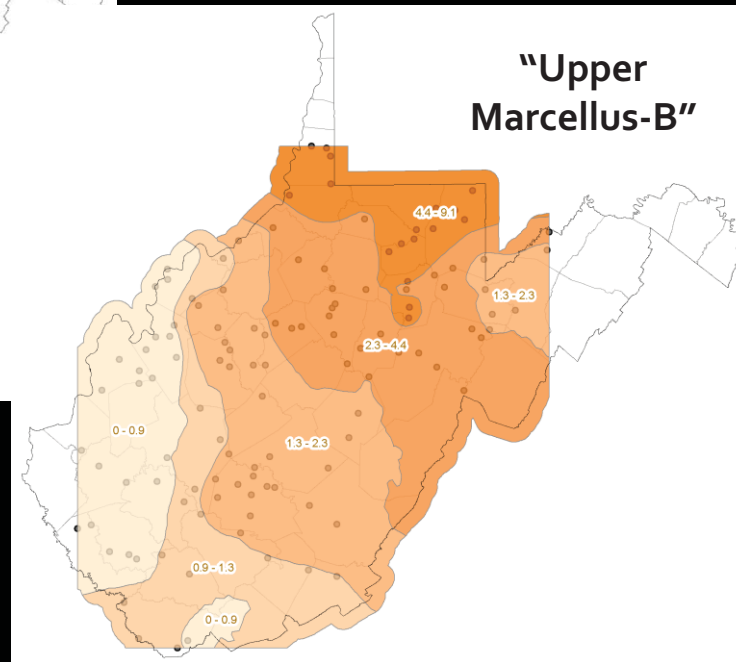 “Upper
Marcellus-B”
4.4 - 9.1
1.3 - 2.3
2.3 - 4.4
0 - 0.9
1.3 - 2.3
0.9 - 1.3
0 - 0.9